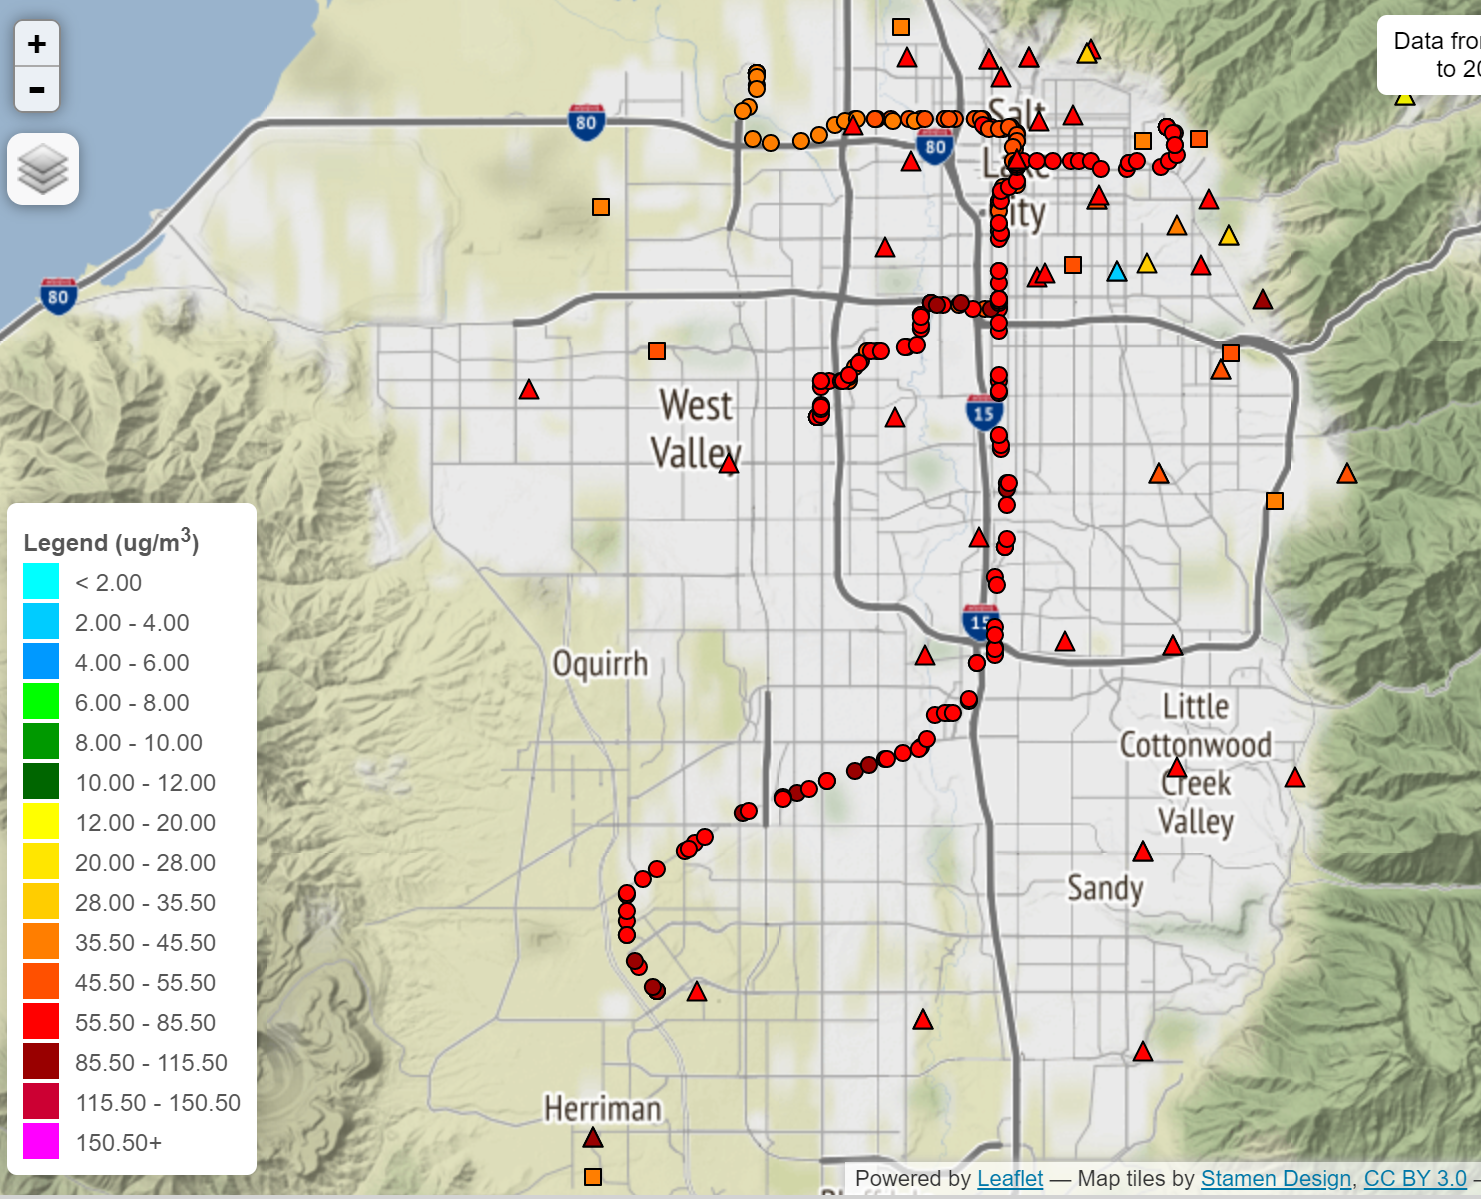 +
-
Data fro
to 20
80
80
80
Salt
Lake
City
West
Valley
15
15
Legend (ug/m3)
< 2.00
2.00 - 4.00
4.00 - 6.00
6.00 - 8.00
8.00 - 10.00
10.00 - 12.00
12.00 - 20.00
20.00 - 28.00
28.00 - 35.50
35.50 - 45.50
45.50 - 55.50
55.50 - 85.50
85.50 - 115.50
115.50 - 150.50
150.50+
Oquirrh
Little
Cottonwood
Creek
Valley
Sandy
Herriman
Powered by Leaflet — Map tiles by Stamen Design, CC BY 3.0